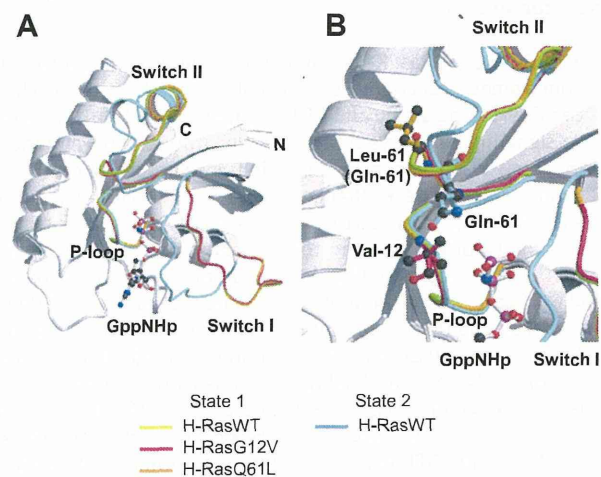 A
B
Switch II
C
N
P-loop
GppNHp
Switch I
Switch II
Leu-61
(Gln-61)
Gln-61
Val-12
P-loop
GppNHp
Switch I
State 1
H-RasWT
H-RasG12V
H-RasQ61L
State 2
H-RasWT